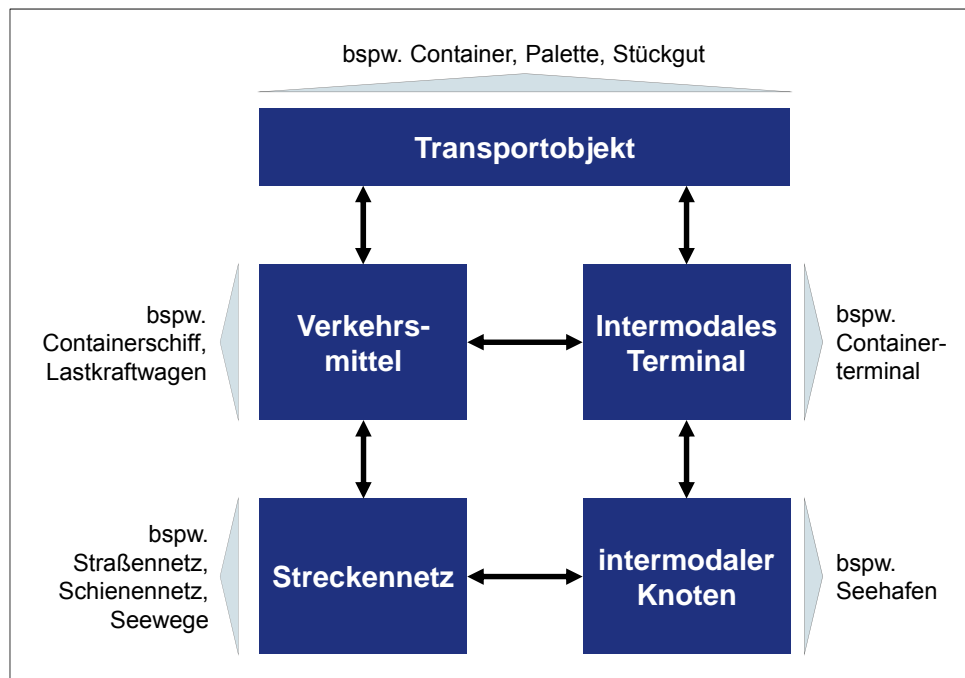 bspw. Container, Palette, Stückgut
Transportobjekt
bspw.
Containerschiff,
Lastkraftwagen
Verkehrs-
mittel
Intermodales
Terminal
bspw.
Container-
terminal
bspw.
Straßennetz,
Schienennetz,
Seewege
Streckennetz
intermodaler
Knoten
bspw.
Seehafen